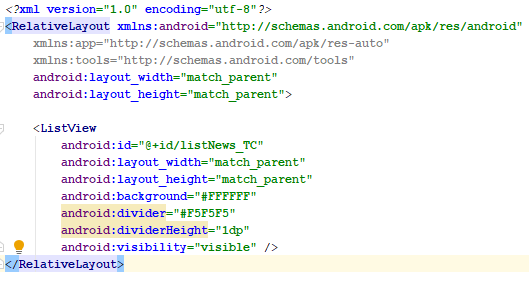 <?xml version="1.0" encoding="utf-8"?>
<RelativeLayout xmlns:android="http://schemas.android.com/apk/res/android"
    xmlns:app="http://schemas.android.com/apk/res-auto"
    xmlns:tools="http://schemas.android.com/tools"
    android:layout_width="match_parent"
    android:layout_height="match_parent">

    <ListView
        android:id="@+id/listNews_TC"
        android:layout_width="match_parent"
        android:layout_height="match_parent"
        android:background="#FFFFFF"
        android:divider="#F5F5F5"
        android:dividerHeight="1dp"
        android:visibility="visible" />
</RelativeLayout>